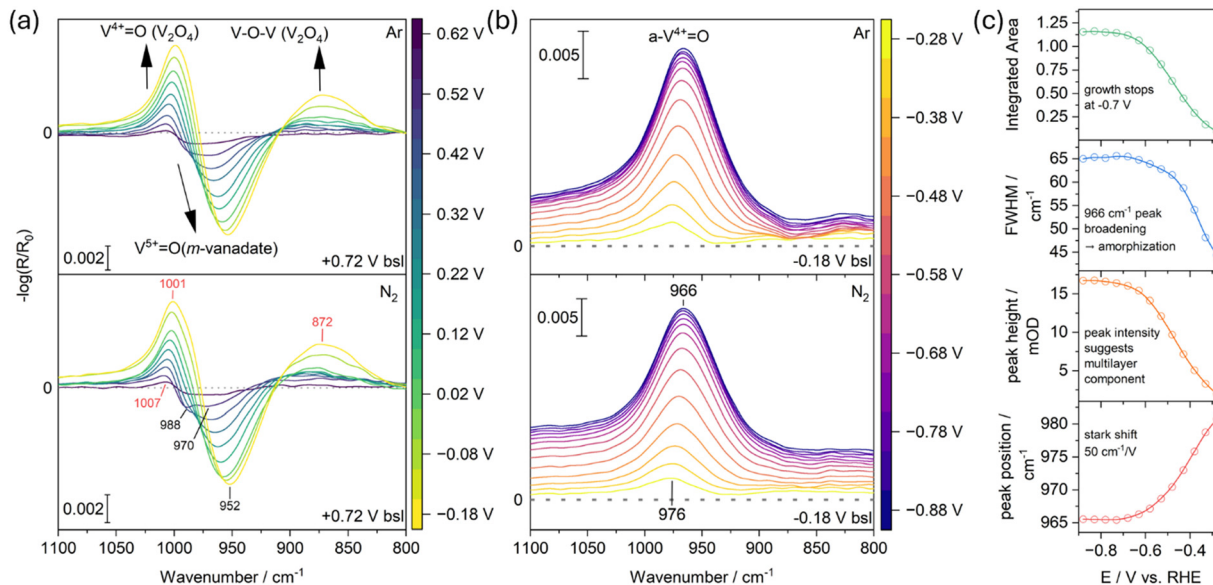 (a)
V⁴⁺=O (V₂O₄)
V-O-V (V₂O₄)
Ar
0
V⁵⁺=O(m-vanadate)
0.002
+0.72 V bsl
-log(R/R₀)
N₂
1001
872
0
1007
988
970
952
0.002
+0.72 V bsl
1100
1050
1000
950
900
850
800
Wavenumber / cm⁻¹
0.62 V
0.52 V
0.42 V
0.32 V
0.22 V
0.12 V
0.02 V
−0.08 V
−0.18 V
(b)
a-V⁴⁺=O
Ar
0.005
0
-0.18 V bsl
N₂
966
0.005
0
976
-0.18 V bsl
1100
1050
1000
950
900
850
800
Wavenumber / cm⁻¹
−0.28 V
−0.38 V
−0.48 V
−0.58 V
−0.68 V
−0.78 V
−0.88 V
(c)
Integrated Area
1.25
1.00
0.75
0.50
0.25
growth stops
at -0.7 V
FWHM /
cm⁻¹
65
60
55
50
45
966 cm⁻¹ peak
broadening
→ amorphization
peak height /
mOD
15
10
5
peak intensity
suggests
multilayer
component
peak position /
cm⁻¹
980
975
970
965
stark shift
50 cm⁻¹/V
−0.8
−0.6
−0.4
E / V vs. RHE